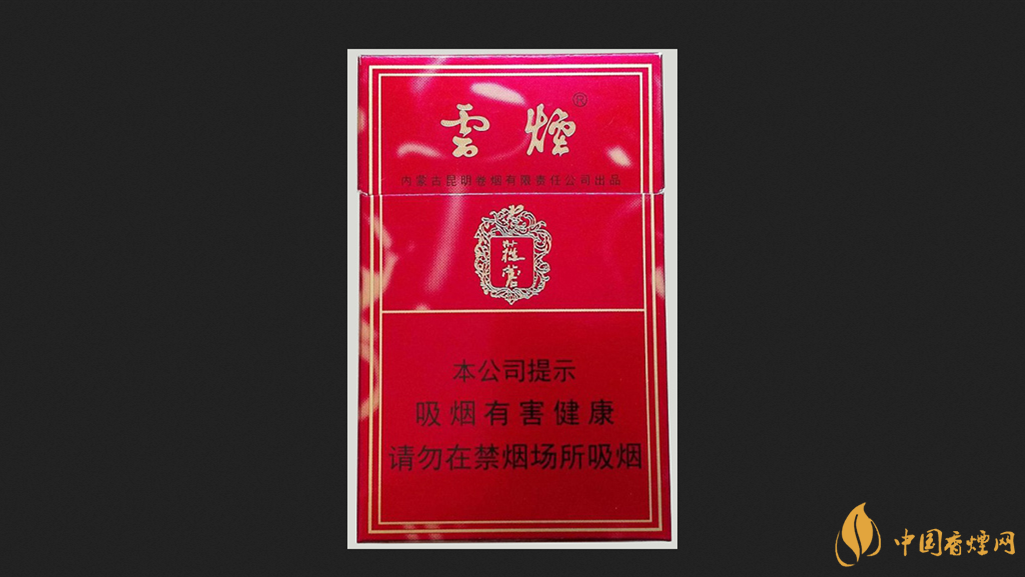 雲煙®
内蒙古昆明卷烟有限责任公司出品
苁蓉
本公司提示
吸烟有害健康
请勿在禁烟场所吸烟
中国香煙网